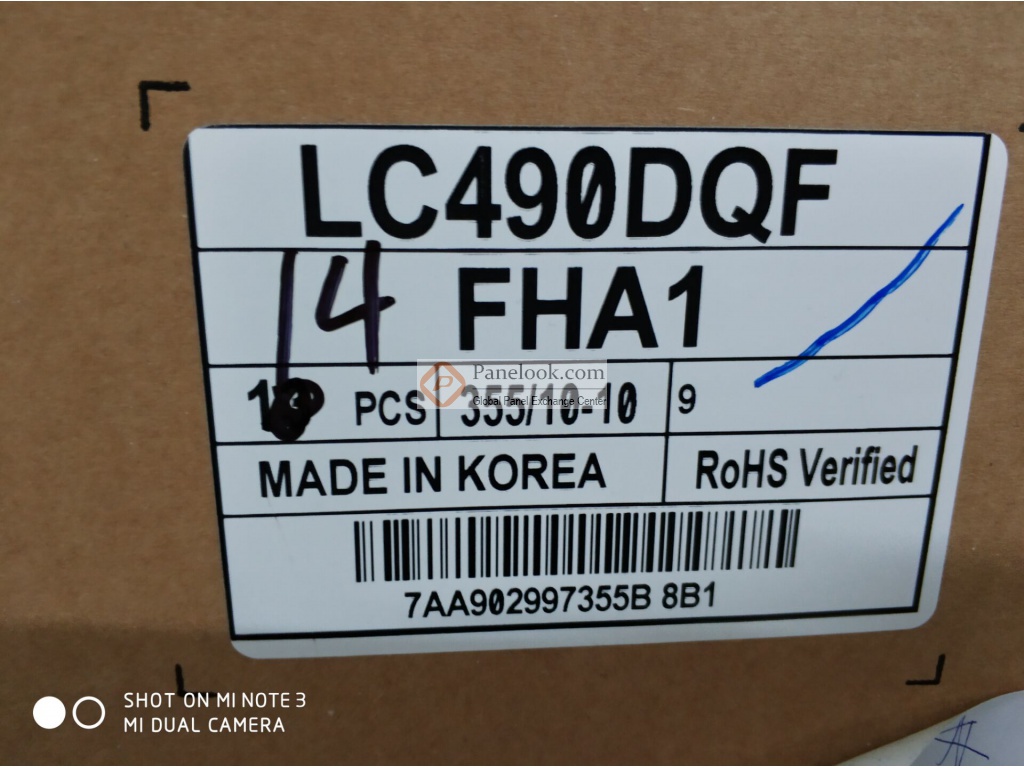 LC490DQF
14 FHA1
PCS 355/10-10 9
Panelook.com
Global Panel Exchange Center
MADE IN KOREA RoHS Verified
7AA902997355B 8B1
SHOT ON MI NOTE 3
MI DUAL CAMERA